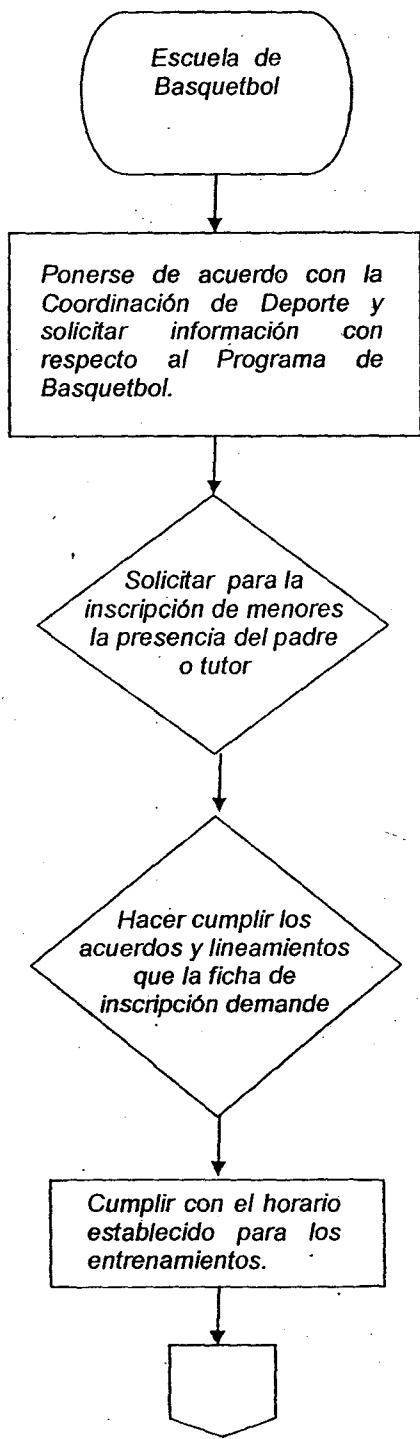 Escuela de
Basquetbol
Ponerse de acuerdo con la
Coordinación de Deporte y
solicitar información con
respecto al Programa de
Basquetbol.
Solicitar para la
inscripción de menores
la presencia del padre
o tutor
Hacer cumplir los
acuerdos y lineamientos
que la ficha de
inscripción demande
Cumplir con el horario
establecido para los
entrenamientos.